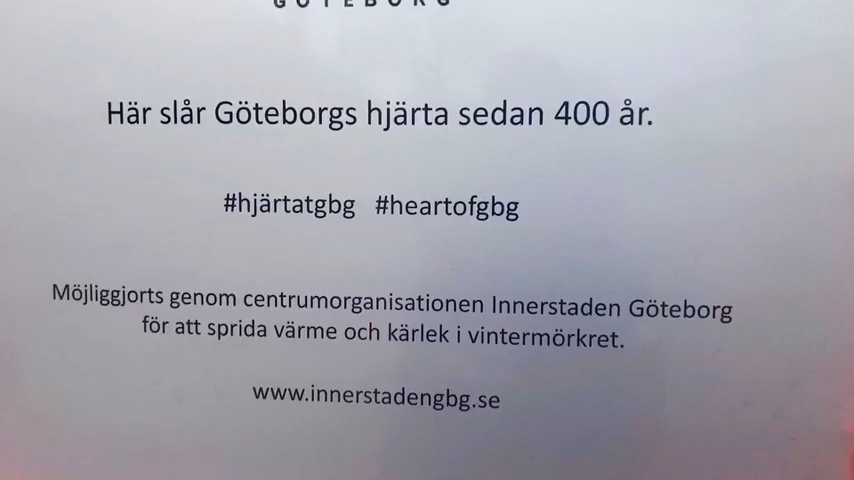 GÖTEBORG
Här slår Göteborgs hjärta sedan 400 år.
#hjärtatgbg #heartofgbg
Möjliggjorts genom centrumorganisationen Innerstaden Göteborg
för att sprida värme och kärlek i vintermörkret.
www.innerstadengbg.se